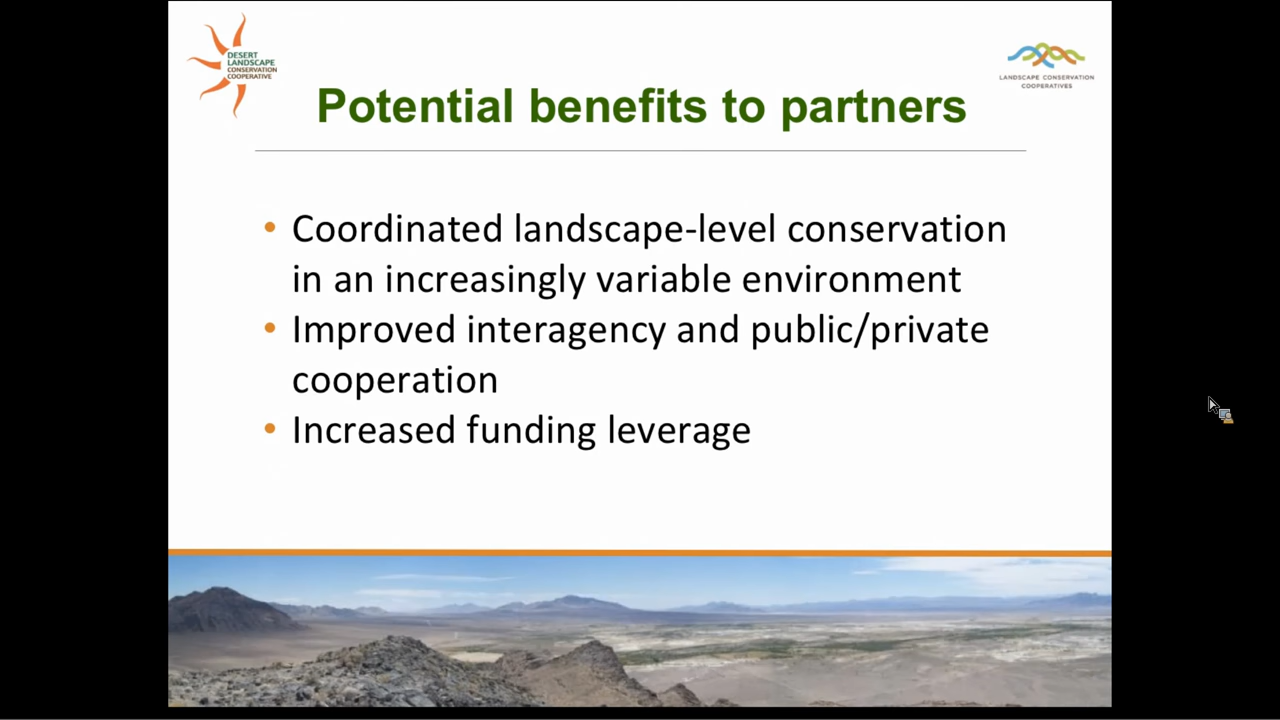 DESERT
LANDSCAPE
CONSERVATION
COOPERATIVE
LANDSCAPE CONSERVATION
COOPERATIVES
Potential benefits to partners
• Coordinated landscape-level conservation
in an increasingly variable environment
• Improved interagency and public/private
cooperation
• Increased funding leverage